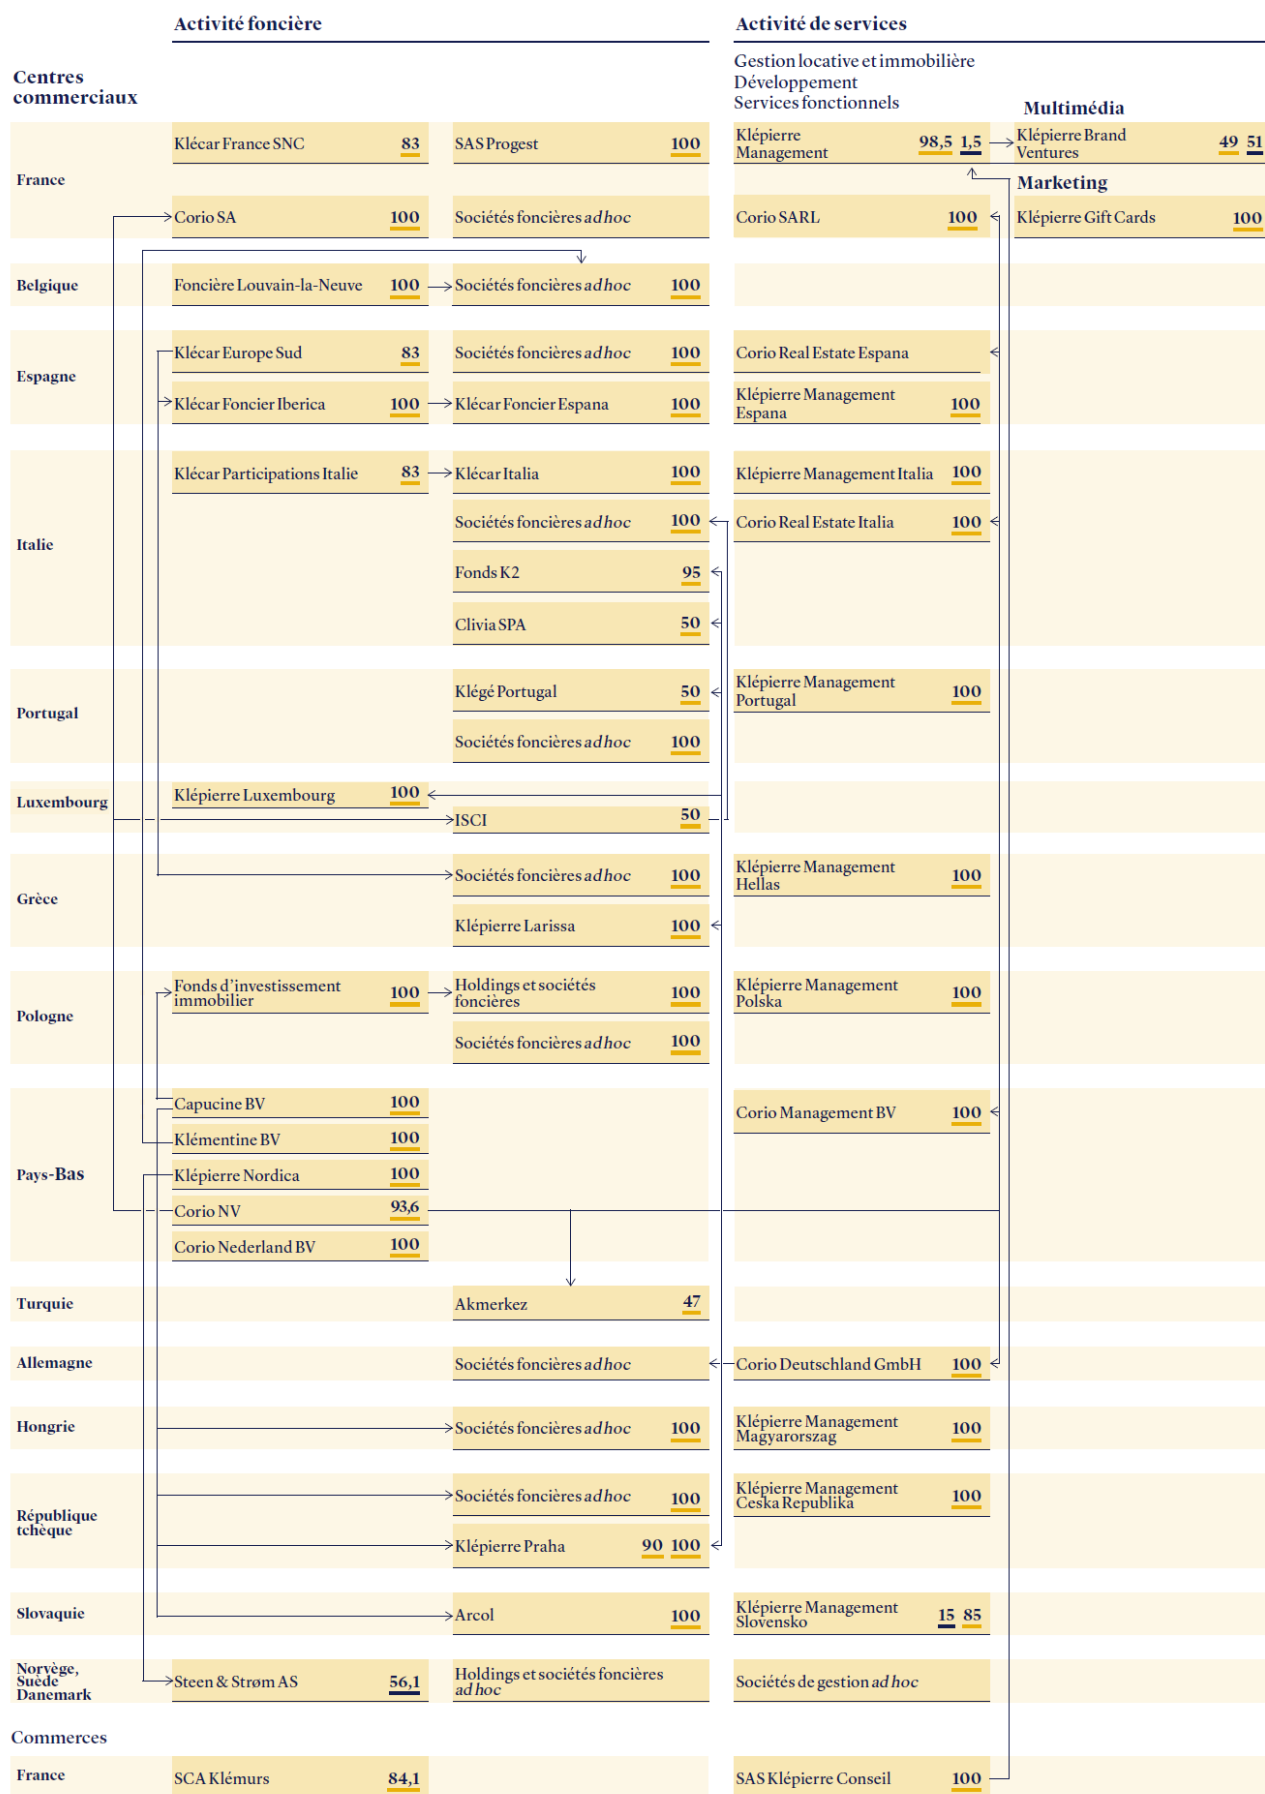 Activité foncière
Activité de services
Centres
commerciaux
Gestion locative et immobilière
Développement
Services fonctionnels
Multimédia
France
Klécar France SNC 83
SAS Progest 100
Klépierre
Management 98,5 1,5
Klépierre Brand
Ventures 49 51
Marketing
Corio SA 100
Sociétés foncières ad hoc
Corio SARL 100
Klépierre Gift Cards 100
Belgique
Foncière Louvain-la-Neuve 100
Sociétés foncières ad hoc 100
Espagne
Klécar Europe Sud 83
Sociétés foncières ad hoc 100
Corio Real Estate Espana
Klécar Foncier Iberica 100
Klécar Foncier Espana 100
Klépierre Management
Espana 100
Italie
Klécar Participations Italie 83
Klécar Italia 100
Klépierre Management Italia 100
Sociétés foncières ad hoc 100
Corio Real Estate Italia 100
Fonds K2 95
Clivia SPA 50
Portugal
Klégé Portugal 50
Klépierre Management
Portugal 100
Sociétés foncières ad hoc 100
Luxembourg
Klépierre Luxembourg 100
ISCI 50
Grèce
Sociétés foncières ad hoc 100
Klépierre Management
Hellas 100
Klépierre Larissa 100
Pologne
Fonds d’investissement
immobilier 100
Holdings et sociétés
foncières 100
Klépierre Management
Polska 100
Sociétés foncières ad hoc 100
Pays-Bas
Capucine BV 100
Corio Management BV 100
Klémentine BV 100
Klépierre Nordica 100
Corio NV 93,6
Corio Nederland BV 100
Turquie
Akmerkez 47
Allemagne
Sociétés foncières ad hoc
Corio Deutschland GmbH 100
Hongrie
Sociétés foncières ad hoc 100
Klépierre Management
Magyarorszag 100
République
tchèque
Sociétés foncières ad hoc 100
Klépierre Management
Ceska Republika 100
Klépierre Praha 90 100
Slovaquie
Arcol 100
Klépierre Management
Slovensko 15 85
Norvège,
Suède
Danemark
Steen & Strøm AS 56,1
Holdings et sociétés foncières
ad hoc
Sociétés de gestion ad hoc
Commerces
France
SCA Klémurs 84,1
SAS Klépierre Conseil 100